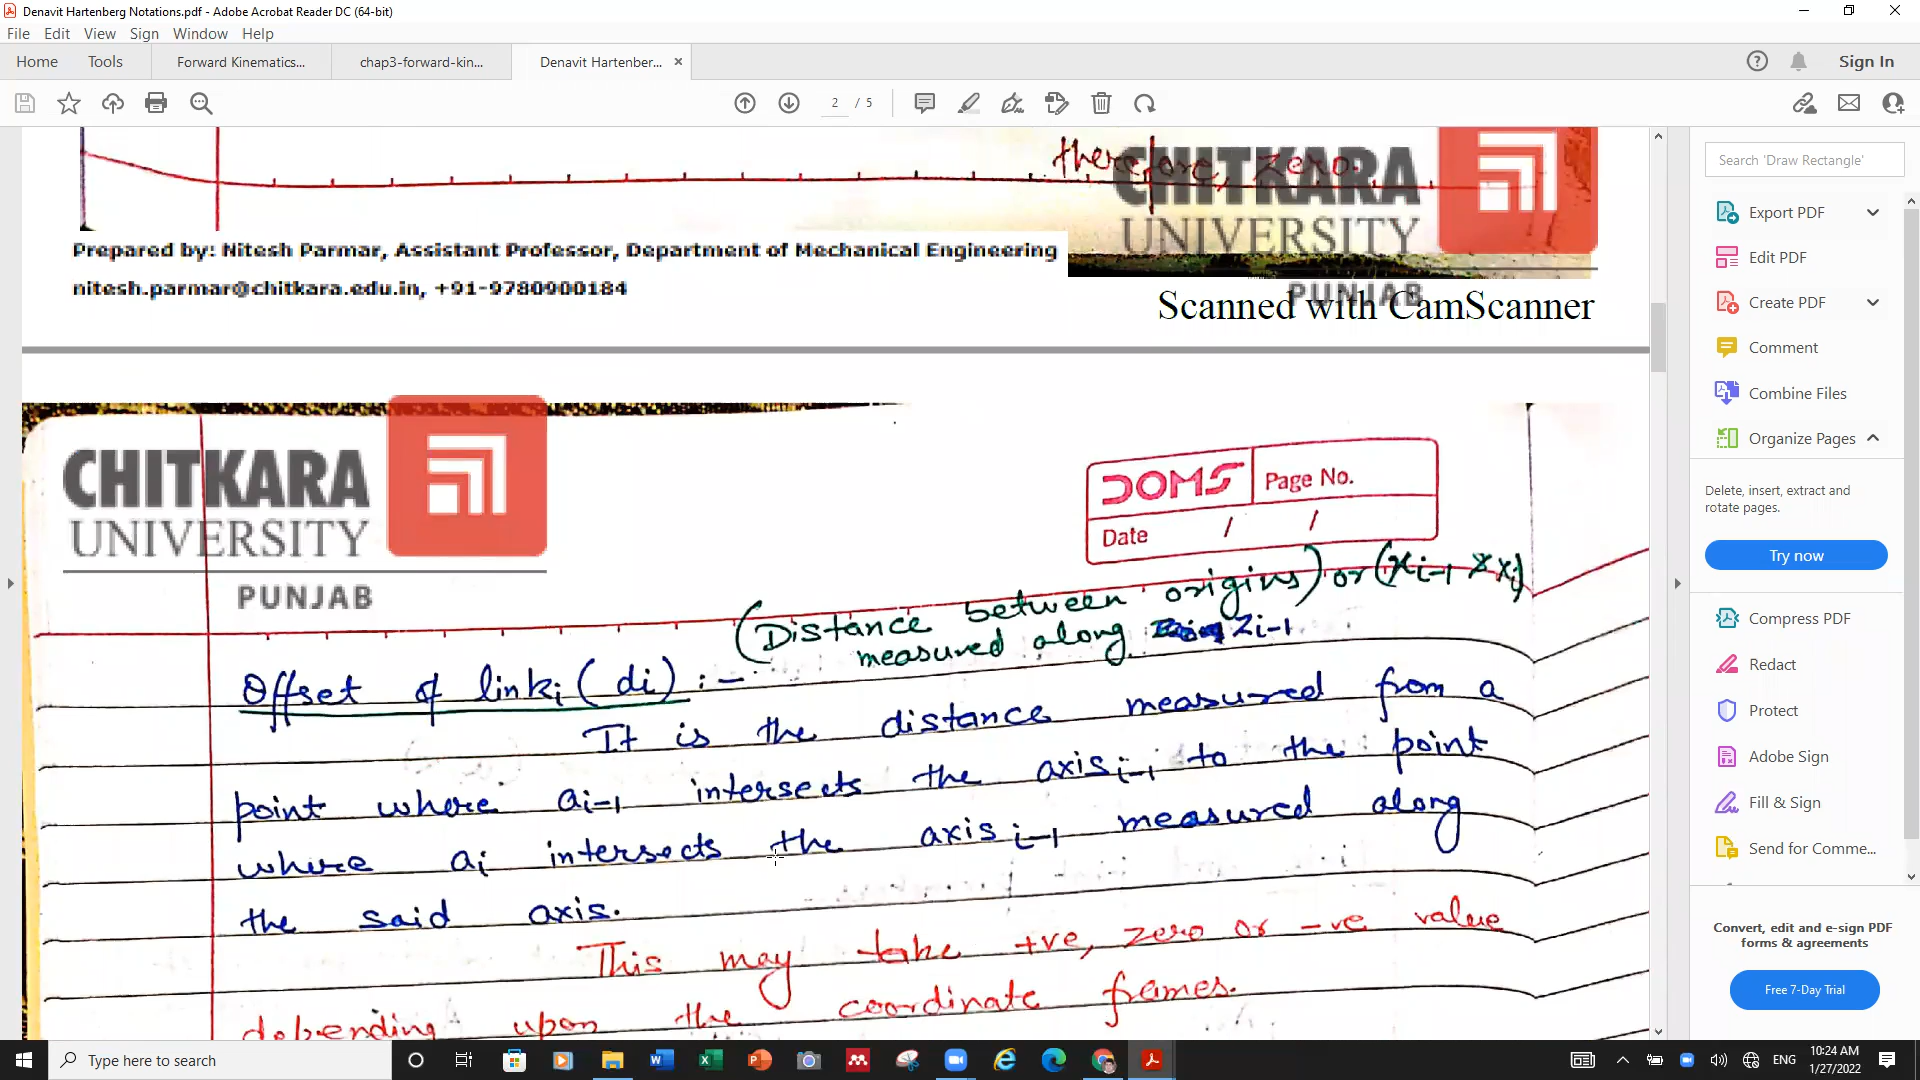 Denavit Hartenberg Notations.pdf - Adobe Acrobat Reader DC (64-bit)
File Edit View Sign Window Help
Home Tools Forward Kinematics... chap3-forward-kin... Denavit Hartenber... × Sign In
2 / 5
therefore, zero.
CHITKARA
UNIVERSITY
PUNJAB
Prepared by: Nitesh Parmar, Assistant Professor, Department of Mechanical Engineering
nitesh.parmar@chitkara.edu.in, +91-9780900184
Scanned with CamScanner
CHITKARA
UNIVERSITY
PUNJAB
DOMS Page No.
Date / /
(Distance between origins) or (xi-1 & xi)
measured along Zi-1
Offset of linki (di) :-
It is the distance measured from a
point where ai-1 intersects the axisi-1 to the point
where ai intersects the axisi-1 measured along
the said axis.
This may take +ve, zero or -ve value
depending upon the coordinate frames.
Search 'Draw Rectangle'
Export PDF
Edit PDF
Create PDF
Comment
Combine Files
Organize Pages
Delete, insert, extract and
rotate pages.
Try now
Compress PDF
Redact
Protect
Adobe Sign
Fill & Sign
Send for Comme...
Convert, edit and e-sign PDF
forms & agreements
Free 7-Day Trial
Type here to search
ENG
10:24 AM
1/27/2022